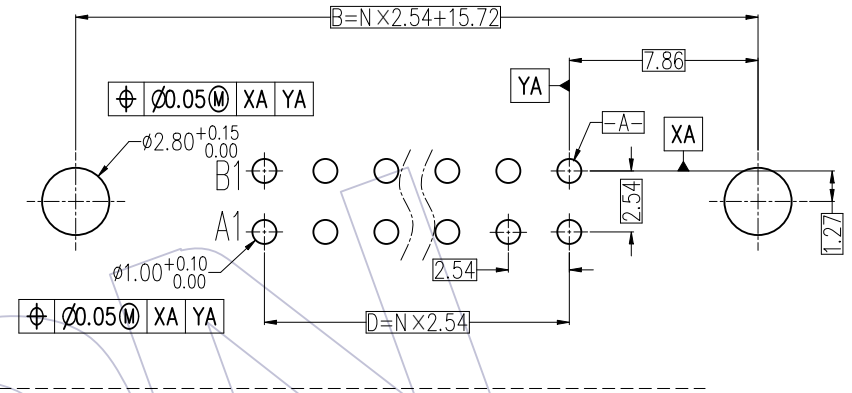 B=N×2.54+15.72
7.86
YA
⌖ Ø0.05Ⓜ XA YA
-A-
XA
ø2.80 +0.15 0.00
B1
2.54
1.27
A1
ø1.00 +0.10 0.00
2.54
⌖ Ø0.05Ⓜ XA YA
D=N×2.54